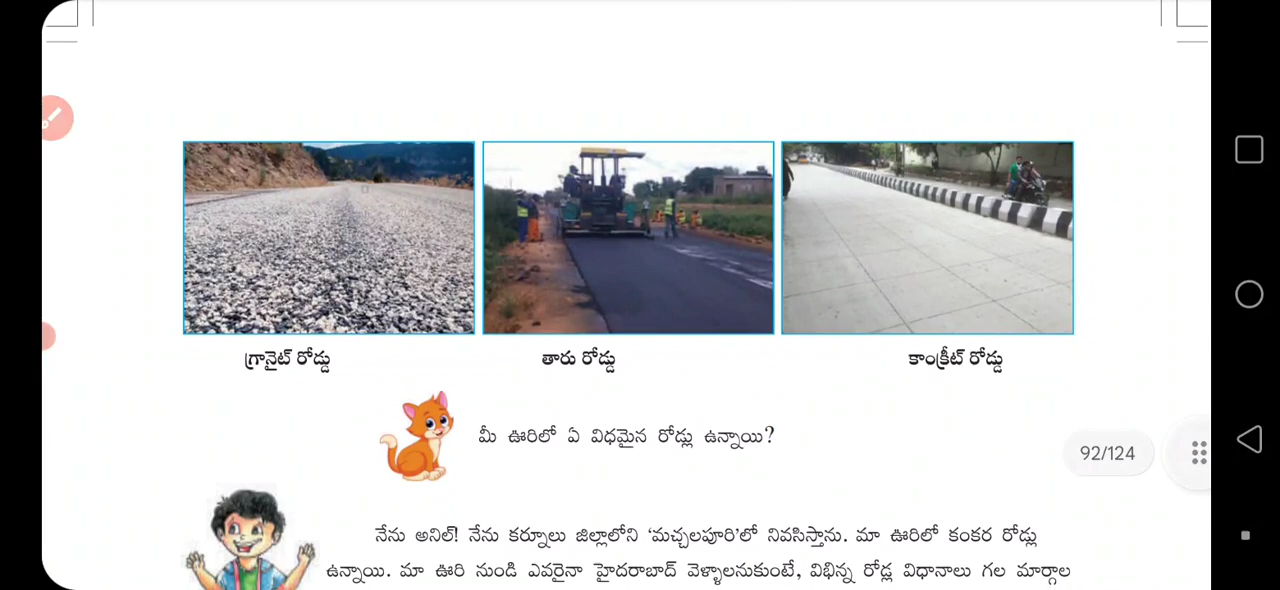 గ్రానైట్ రోడ్డు
తారు రోడ్డు
కాంక్రీట్ రోడ్డు
మీ ఊరిలో ఏ విధమైన రోడ్లు ఉన్నాయి?
92/124
నేను అనిల్! నేను కర్నూలు జిల్లాలోని ‘మచ్చలపూరి’లో నివసిస్తాను. మా ఊరిలో కంకర రోడ్లు
ఉన్నాయి. మా ఊరి నుండి ఎవరైనా హైదరాబాద్ వెళ్ళాలనుకుంటే, విభిన్న రోడ్ల విధానాలు గల మార్గాల